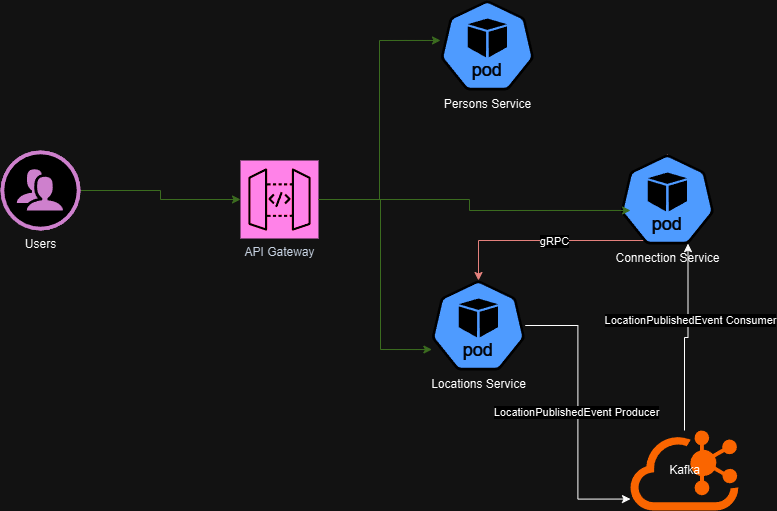 pod
Persons Service
</>
Users
API Gateway
pod
gRPC
Connection Service
pod
Locations Service
LocationPublishedEvent Consumer
LocationPublishedEvent Producer
Kafka